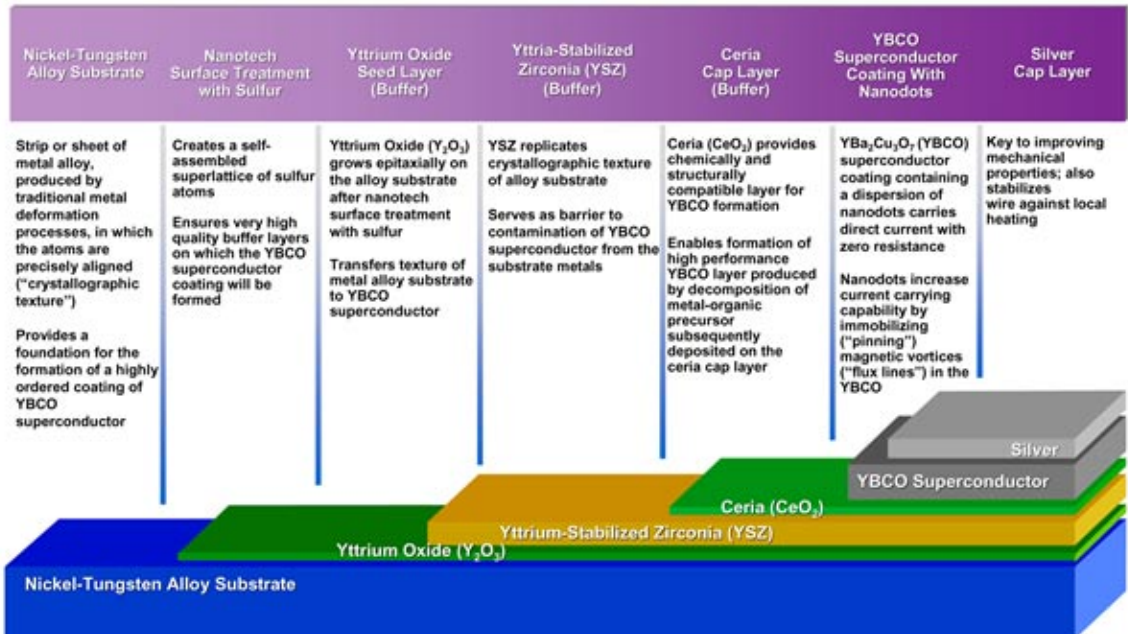 Nickel-Tungsten
Alloy Substrate
Nanotech
Surface Treatment
with Sulfur
Yttrium Oxide
Seed Layer
(Buffer)
Yttria-Stabilized
Zirconia (YSZ)
(Buffer)
Ceria
Cap Layer
(Buffer)
YBCO
Superconductor
Coating With
Nanodots
Silver
Cap Layer
Strip or sheet of
metal alloy,
produced by
traditional metal
deformation
processes, in which
the atoms are
precisely aligned
("crystallographic
texture")
Provides a
foundation for the
formation of a highly
ordered coating of
YBCO
superconductor
Creates a self-
assembled
superlattice of sulfur
atoms
Ensures very high
quality buffer layers
on which the YBCO
superconductor
coating will be
formed
Yttrium Oxide (Y₂O₃)
grows epitaxially on
the alloy substrate
after nanotech
surface treatment
with sulfur
Transfers texture of
metal alloy substrate
to YBCO
superconductor
YSZ replicates
crystallographic texture
of alloy substrate
Serves as barrier to
contamination of YBCO
superconductor from the
substrate metals
Ceria (CeO₂) provides
chemically and
structurally
compatible layer for
YBCO formation
Enables formation of
high performance
YBCO layer produced
by decomposition of
metal-organic
precursor
subsequently
deposited on the
ceria cap layer
YBa₂Cu₃O₇ (YBCO)
superconductor
coating containing
a dispersion of
nanodots carries
direct current with
zero resistance
Nanodots increase
current carrying
capability by
immobilizing
("pinning")
magnetic vortices
("flux lines") in the
YBCO
Key to improving
mechanical
properties; also
stabilizes
wire against local
heating
Silver
YBCO Superconductor
Ceria (CeO₂)
Yttrium-Stabilized Zirconia (YSZ)
Yttrium Oxide (Y₂O₃)
Nickel-Tungsten Alloy Substrate